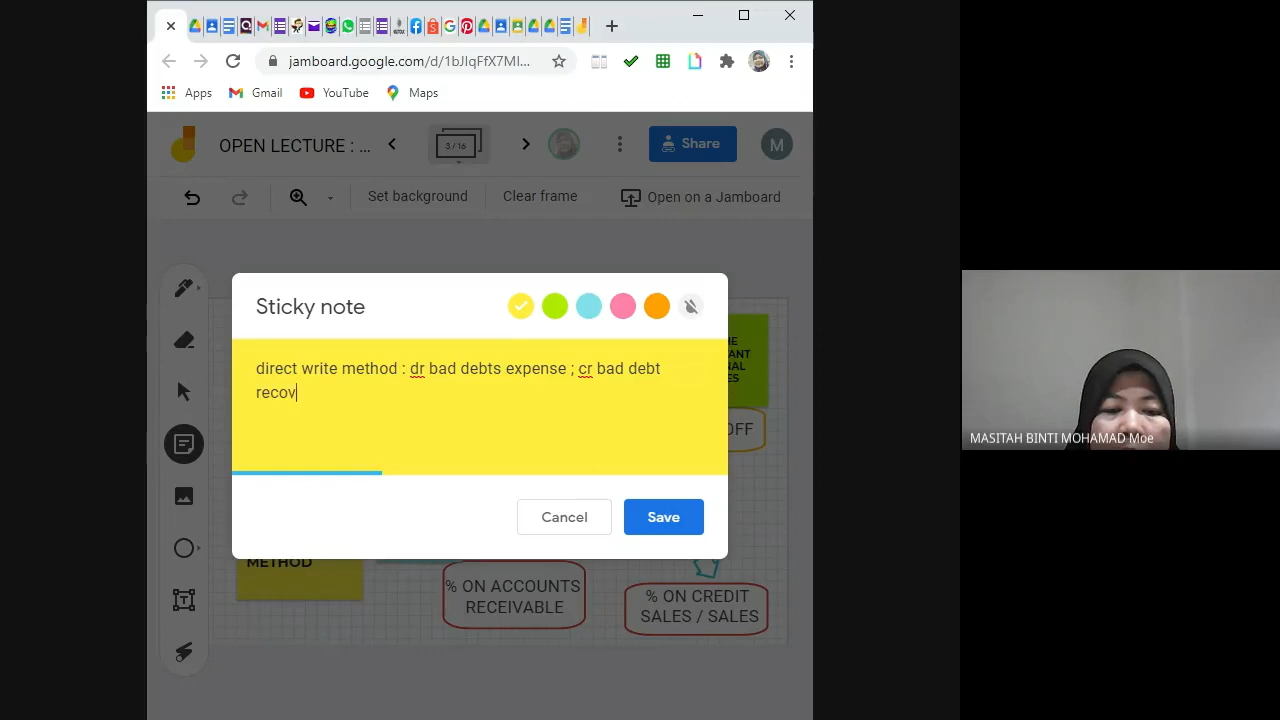 jamboard.google.com/d/1bJIqFfX7MI...
Apps
Gmail
YouTube
Maps
OPEN LECTURE : ...
3 / 16
Share
M
Set background
Clear frame
Open on a Jamboard
Sticky note
direct write method : dr bad debts expense ; cr bad debt
recov
Cancel
Save
OFF
METHOD
% ON ACCOUNTS
RECEIVABLE
% ON CREDIT
SALES / SALES
MASITAH BINTI MOHAMAD Moe